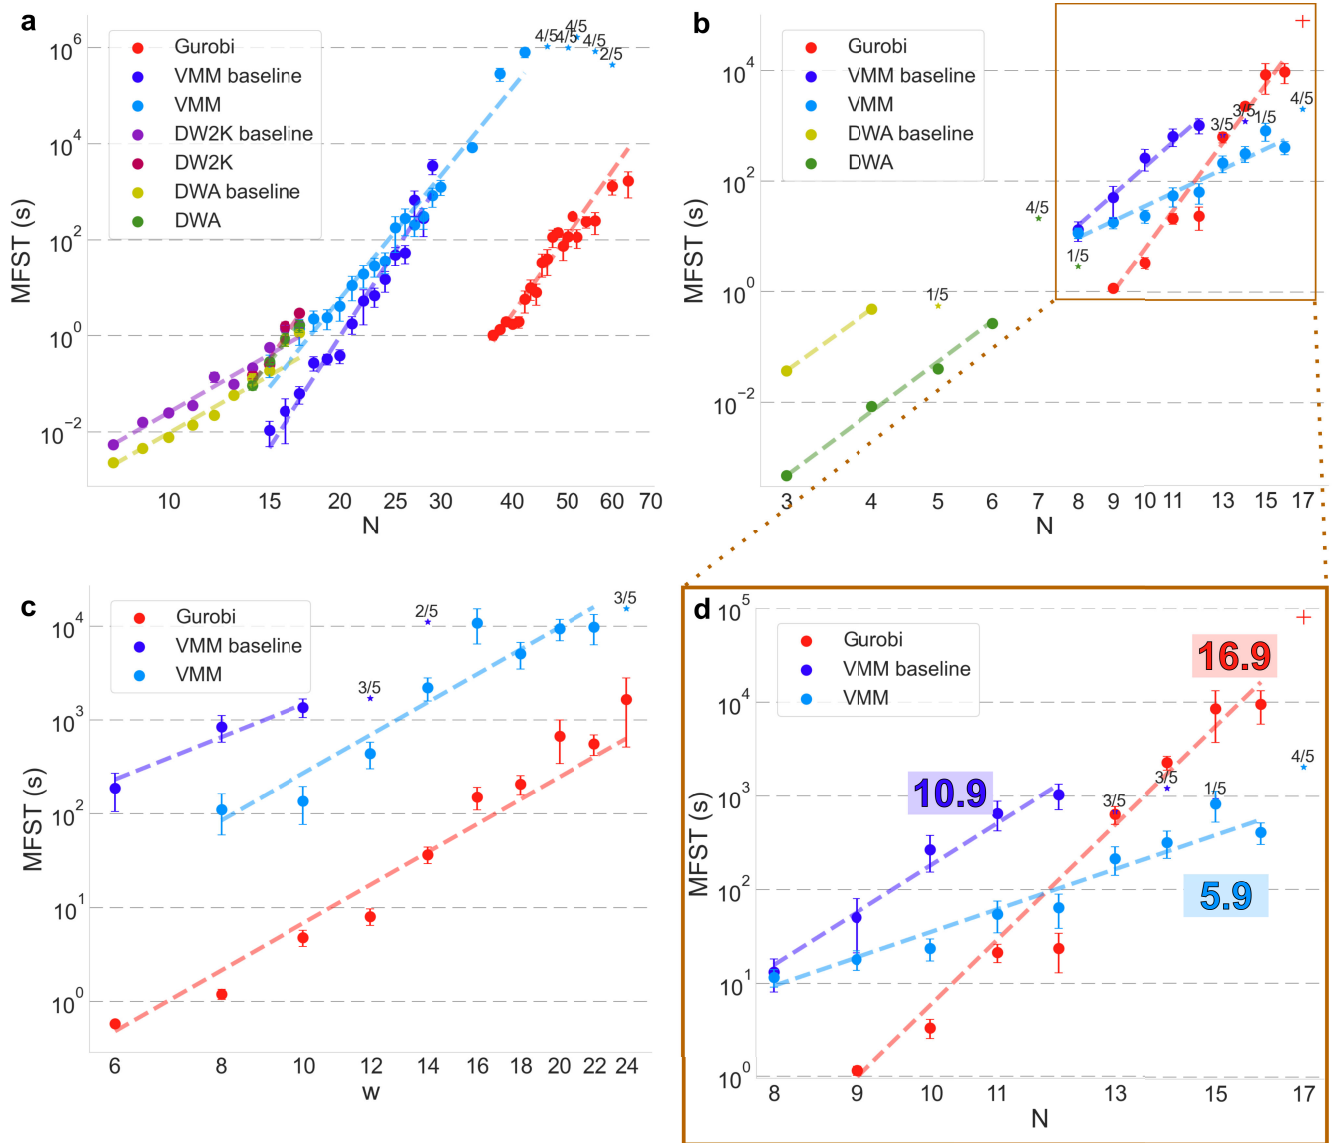 a
Gurobi
VMM baseline
VMM
DW2K baseline
DW2K
DWA baseline
DWA
4/5
4/5
4/5
4/5
2/5
10^6
10^4
10^2
10^0
10^-2
MFST (s)
10 15 20 25 30 40 50 60 70
N
b
Gurobi
VMM baseline
VMM
DWA baseline
DWA
4/5
1/5
1/5
3/5
3/5
1/5
4/5
10^4
10^2
10^0
10^-2
MFST (s)
3 4 5 6 7 8 9 10 11 13 15 17
N
c
Gurobi
VMM baseline
VMM
2/5
3/5
3/5
10^4
10^3
10^2
10^1
10^0
MFST (s)
6 8 10 12 14 16 18 20 22 24
w
d
Gurobi
VMM baseline
VMM
16.9
10.9
5.9
3/5
3/5
1/5
4/5
10^5
10^4
10^3
10^2
10^1
10^0
MFST (s)
8 9 10 11 13 15 17
N